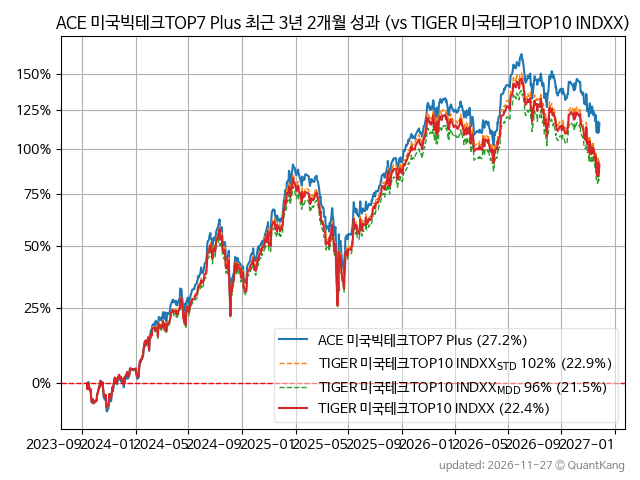 ACE 미국빅테크TOP7 Plus 최근 3년 2개월 성과 (vs TIGER 미국테크TOP10 INDXX)
150%
125%
100%
75%
50%
25%
0%
ACE 미국빅테크TOP7 Plus (27.2%)
TIGER 미국테크TOP10 INDXX_STD 102% (22.9%)
TIGER 미국테크TOP10 INDXX_MDD 96% (21.5%)
TIGER 미국테크TOP10 INDXX (22.4%)
2023-09 2024-01 2024-05 2024-09 2025-01 2025-05 2025-09 2026-01 2026-05 2026-09 2027-01
updated: 2026-11-27 © QuantKang